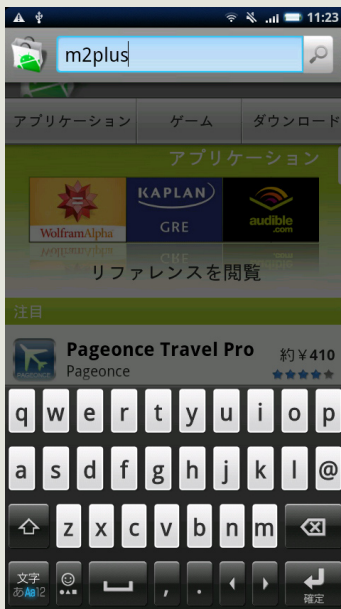 11:23
m2plus
アプリケーション ゲーム ダウンロード
アプリケーション
WolframAlpha
KAPLAN
GRE
audible
.com
リファレンスを閲覧
注目
Pageonce Travel Pro 約¥410
PAGEONCE
Pageonce
q w e r t y u i o p
a s d f g h j k l @
z x c v b n m
文字
あAa12
, .
確定